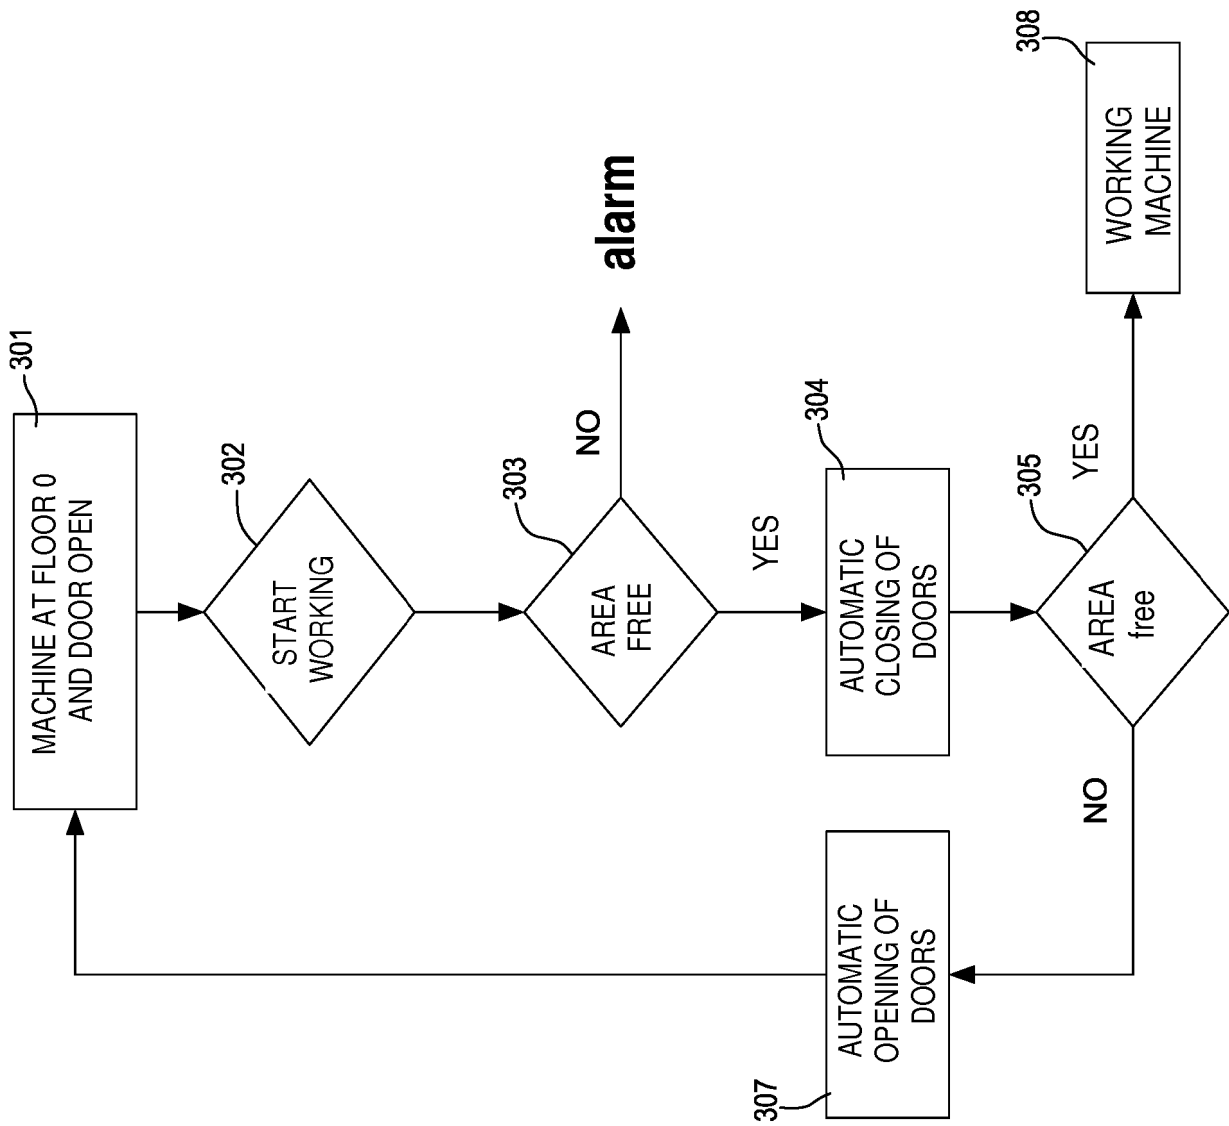 301
MACHINE AT FLOOR 0
AND DOOR OPEN
302
START
WORKING
303
AREA
FREE
NO
alarm
YES
304
AUTOMATIC
CLOSING OF
DOORS
305
AREA
free
YES
308
WORKING
MACHINE
NO
307
AUTOMATIC
OPENING OF
DOORS